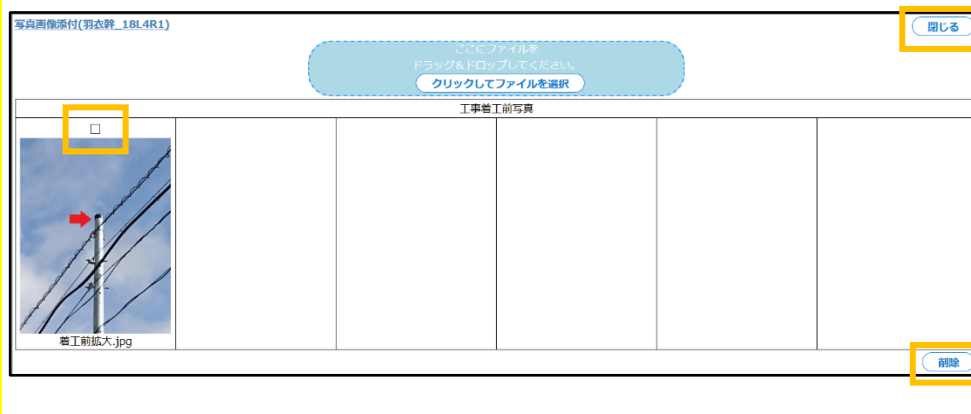 写真画像添付(羽衣幹_18L4R1)
閉じる
ここにファイルを
ドラッグ&ドロップしてください。
クリックしてファイルを選択
工事着工前写真
着工前拡大.jpg
削除